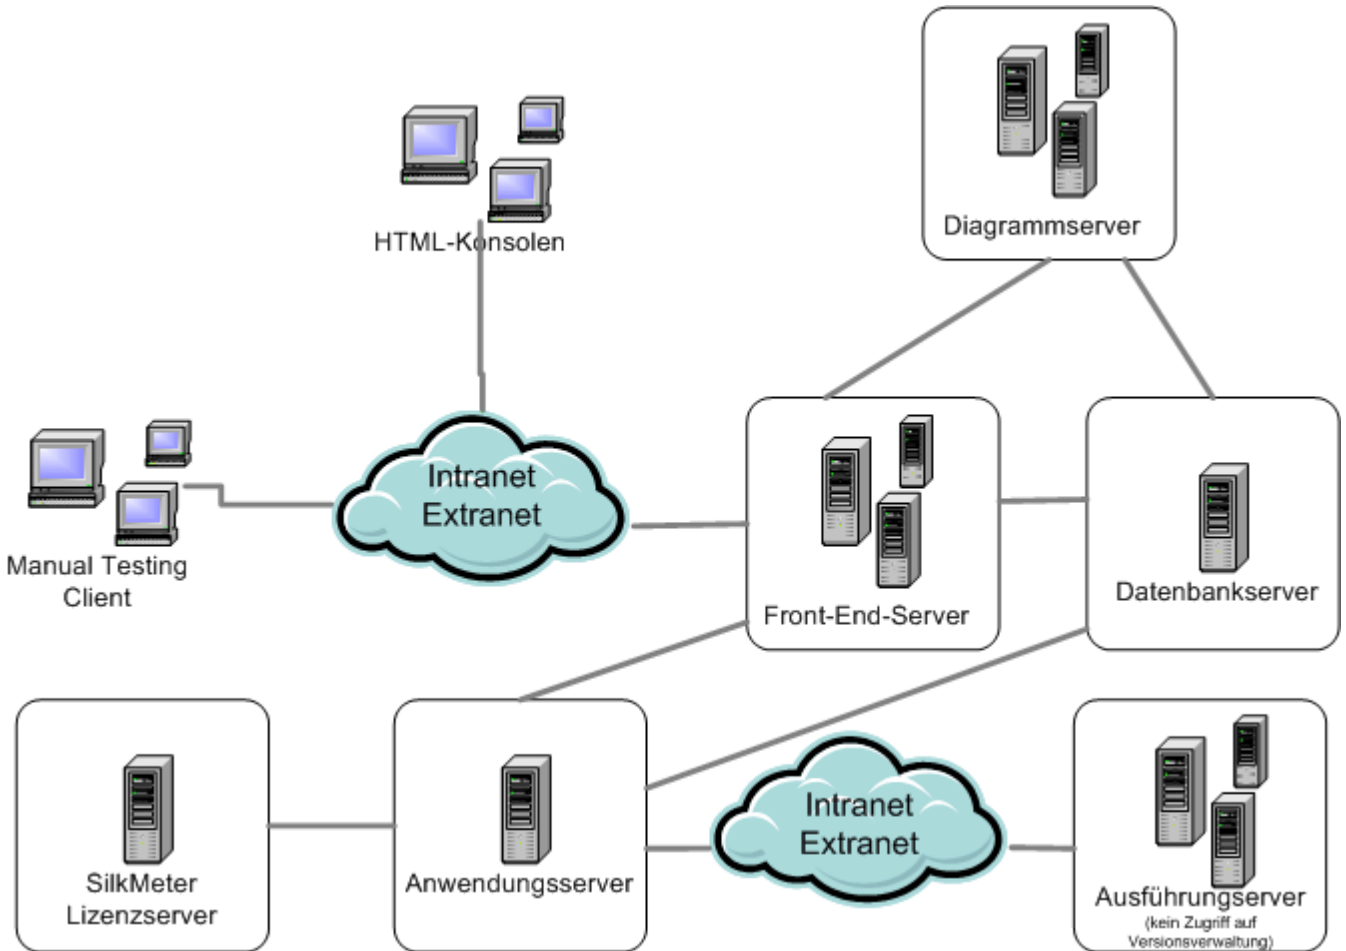 Diagrammserver
HTML-Konsolen
Intranet
Extranet
Manual Testing
Client
Front-End-Server
Datenbankserver
SilkMeter
Lizenzserver
Anwendungsserver
Intranet
Extranet
Ausführungserver
(kein Zugriff auf
Versionsverwaltung)